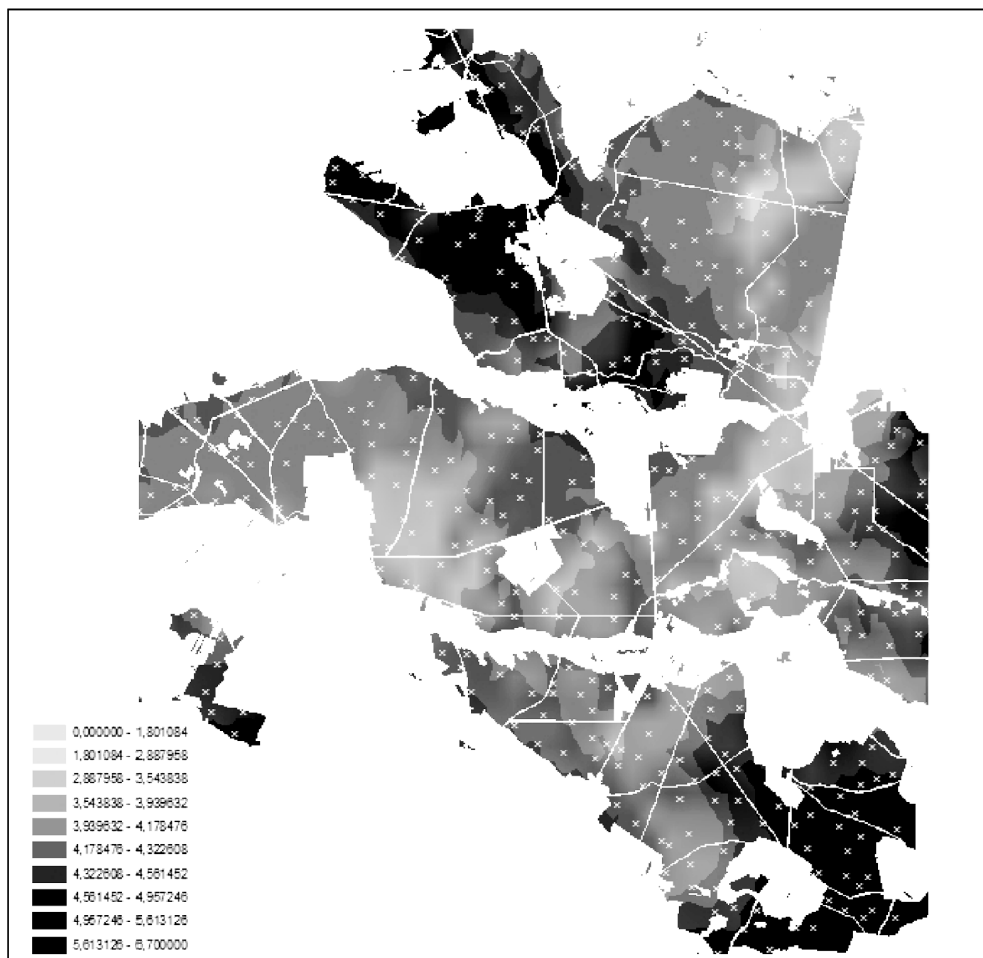 0,000000 - 1,801084
1,801084 - 2,887958
2,887958 - 3,543838
3,543838 - 3,939632
3,939632 - 4,178476
4,178476 - 4,322608
4,322608 - 4,561452
4,561452 - 4,957246
4,957246 - 5,613126
5,613126 - 6,700000